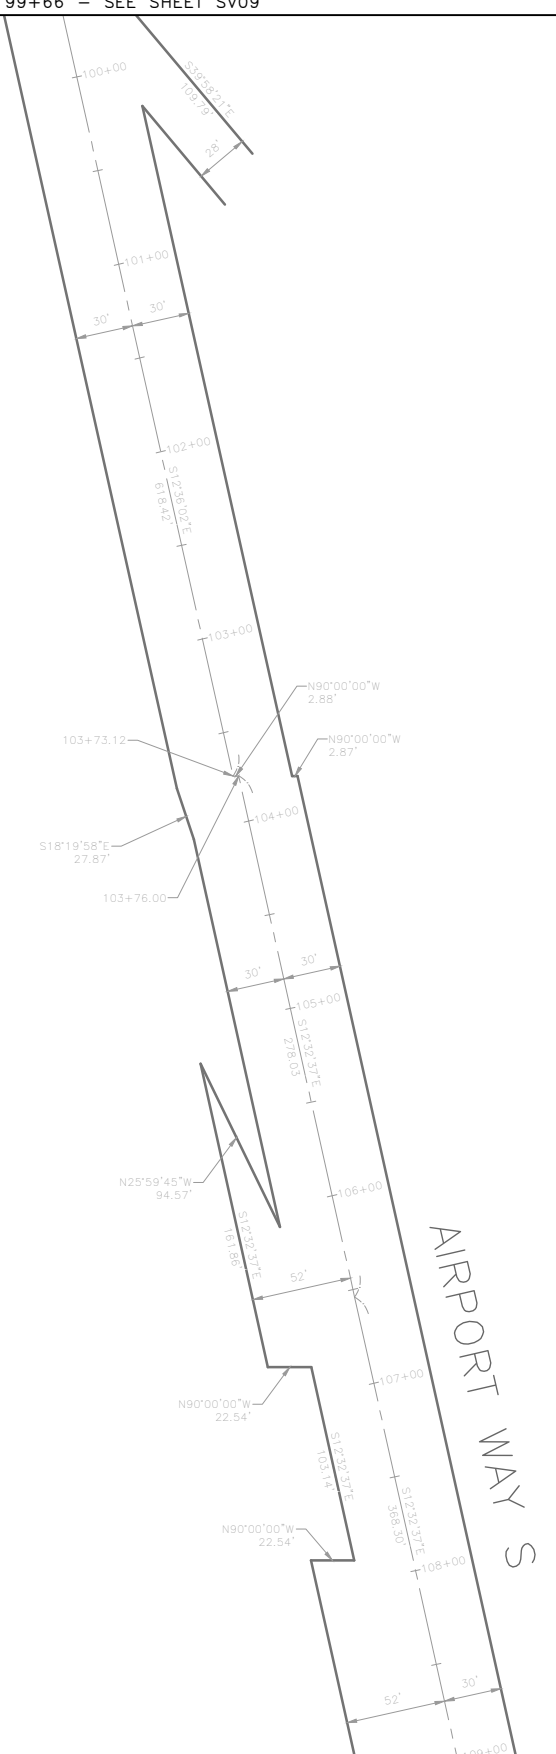 99+66 – SEE SHEET SV09
100+00
S39°58'21"E
109.79'
28'
101+00
30'
30'
102+00
S12°36'02"E
618.42'
103+00
N90°00'00"W
2.88'
103+73.12
N90°00'00"W
2.87'
104+00
S18°19'58"E
27.87'
103+76.00
30'
30'
105+00
S12°32'37"E
278.03
N25°59'45"W
94.57'
106+00
S12°32'37"E
161.86'
52'
AIRPORT WAY S
107+00
N90°00'00"W
22.54'
S12°32'37"E
103.14'
S12°32'37"E
368.30'
N90°00'00"W
22.54'
108+00
52'
30'
109+00